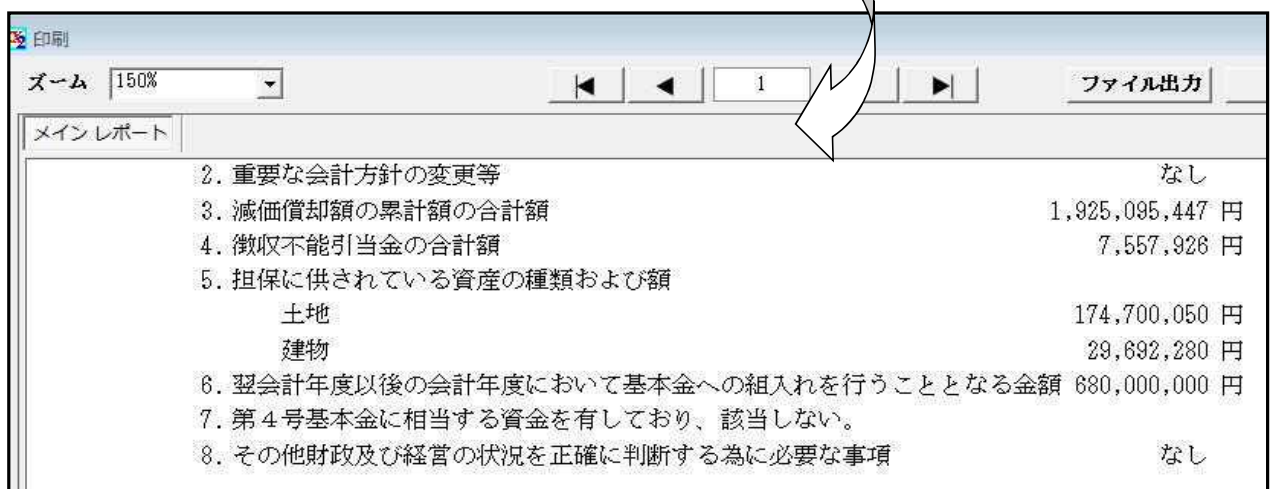 印刷
ズーム 150% 1 ファイル出力
メイン レポート
2. 重要な会計方針の変更等 なし
3. 減価償却額の累計額の合計額 1,925,095,447 円
4. 徴収不能引当金の合計額 7,557,926 円
5. 担保に供されている資産の種類および額
土地 174,700,050 円
建物 29,692,280 円
6. 翌会計年度以後の会計年度において基本金への組入れを行うこととなる金額 680,000,000 円
7. 第４号基本金に相当する資金を有しており、該当しない。
8. その他財政及び経営の状況を正確に判断する為に必要な事項 なし